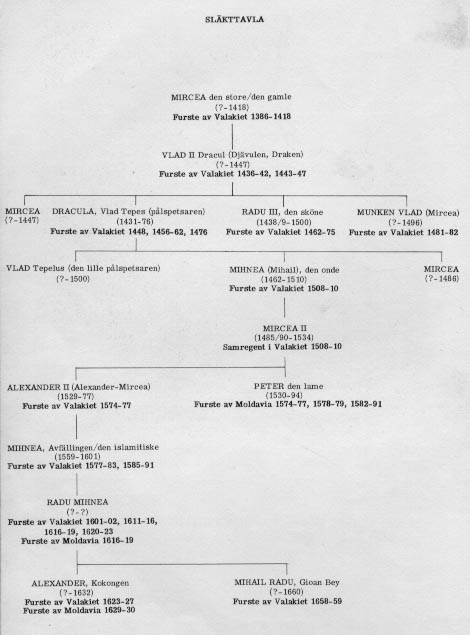 SLÄKTTAVLA
MIRCEA den store/den gamle
(?-1418)
Furste av Valakiet 1386-1418
VLAD II Dracul (Djävulen, Draken)
(?-1447)
Furste av Valakiet 1436-42, 1443-47
MIRCEA
(?-1447)
DRACULA, Vlad Tepes (pålspetsaren)
(1431-76)
Furste av Valakiet 1448, 1456-62, 1476
RADU III, den sköne
(1438/9-1500)
Furste av Valakiet 1462-75
MUNKEN VLAD (Mircea)
(?-1496)
Furste av Valakiet 1481-82
VLAD Tepelus (den lille pålspetsaren)
(?-1500)
MIHNEA (Mihail), den onde
(1462-1510)
Furste av Valakiet 1508-10
MIRCEA
(?-1486)
MIRCEA II
(1485/90-1534)
Samregent i Valakiet 1508-10
ALEXANDER II (Alexander-Mircea)
(1529-77)
Furste av Valakiet 1574-77
PETER den lame
(1530-94)
Furste av Moldavia 1574-77, 1578-79, 1582-91
MIHNEA, Avfällingen/den islamitiske
(1559-1601)
Furste av Valakiet 1577-83, 1585-91
RADU MIHNEA
(?-?)
Furste av Valakiet 1601-02, 1611-16,
1616-19, 1620-23
Furste av Moldavia 1616-19
ALEXANDER, Kokongen
(?-1632)
Furste av Valakiet 1623-27
Furste av Moldavia 1629-30
MIHAIL RADU, Gioan Bey
(?-1660)
Furste av Valakiet 1658-59